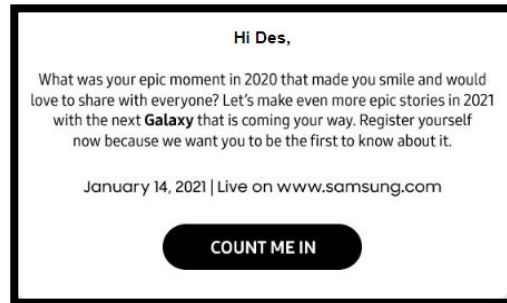 Hi Des,
What was your epic moment in 2020 that made you smile and would
love to share with everyone? Let's make even more epic stories in 2021
with the next Galaxy that is coming your way. Register yourself
now because we want you to be the first to know about it.
January 14, 2021 | Live on www.samsung.com
COUNT ME IN